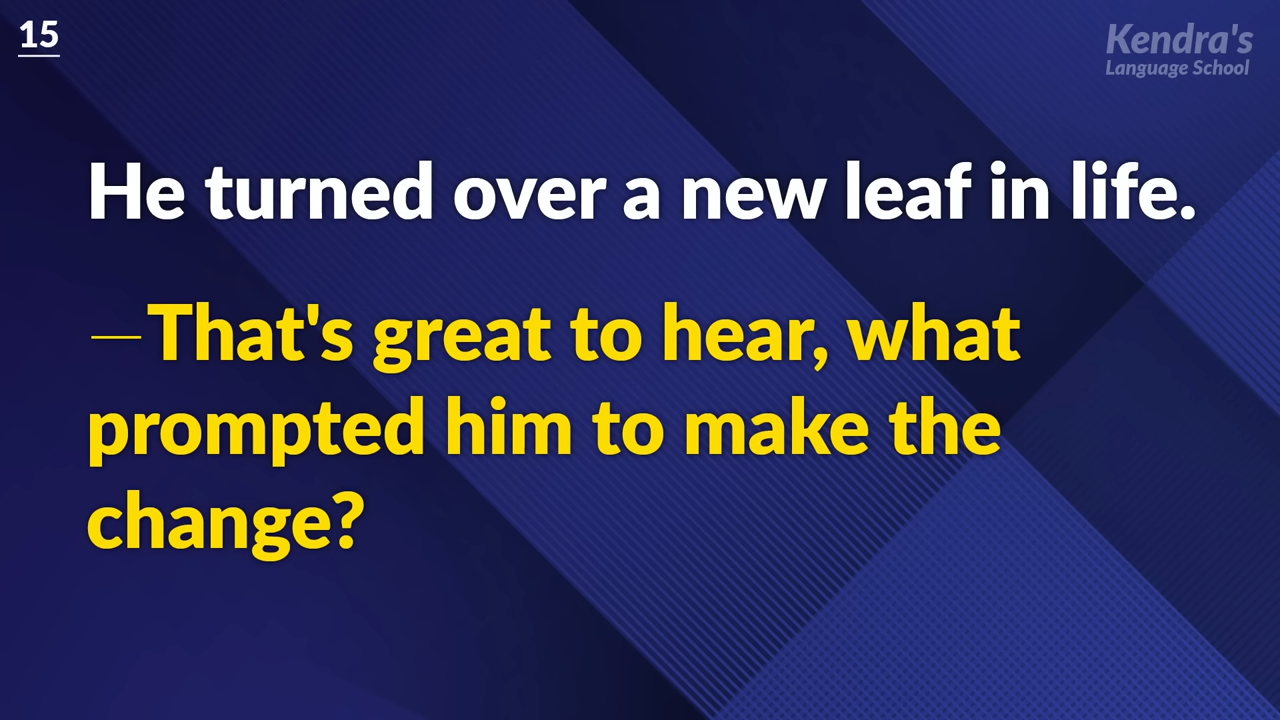 15
Kendra's
Language School
He turned over a new leaf in life.
—That's great to hear, what
prompted him to make the
change?